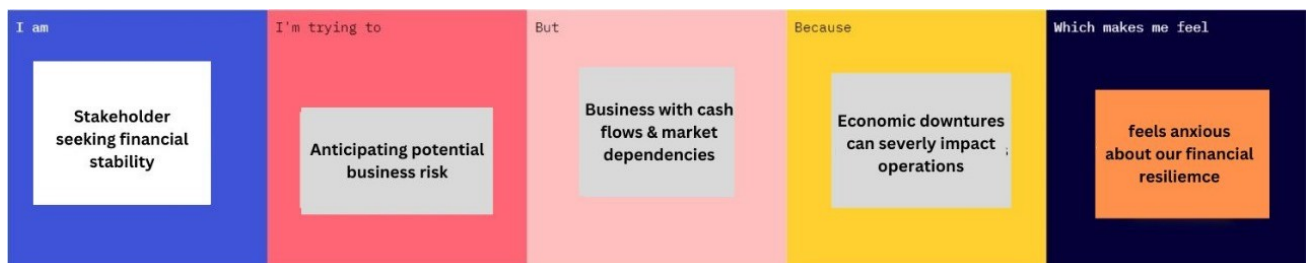 I am
Stakeholder
seeking financial
stability
I'm trying to
Anticipating potential
business risk
But
Business with cash
flows & market
dependencies
Because
Economic downtures
can severly impact ;
operations
Which makes me feel
feels anxious
about our financial
resiliemce